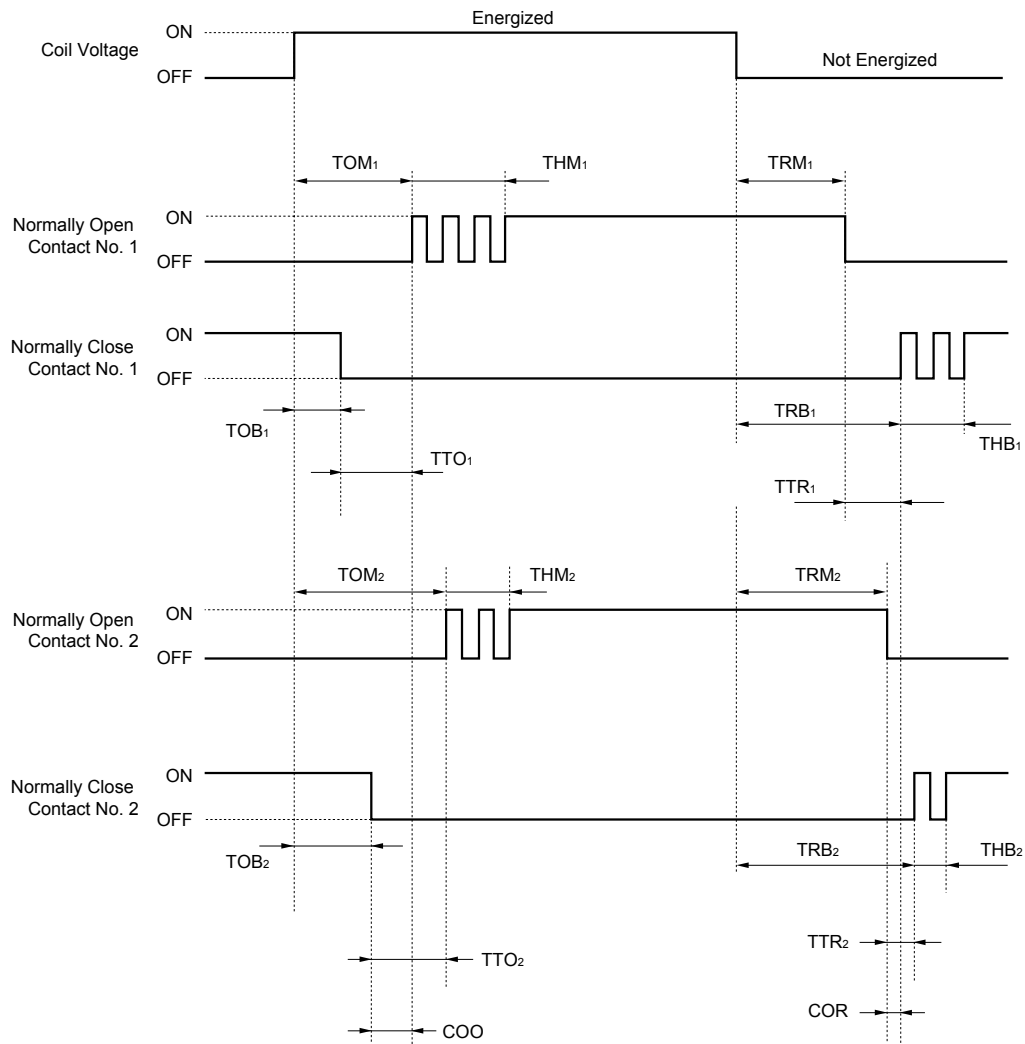 Energized
ON
Coil Voltage
OFF
Not Energized
TOM1
THM1
TRM1
ON
Normally Open
Contact No. 1
OFF
ON
Normally Close
Contact No. 1
OFF
TOB1
TRB1
THB1
TTO1
TTR1
TOM2
THM2
TRM2
ON
Normally Open
Contact No. 2
OFF
ON
Normally Close
Contact No. 2
OFF
TOB2
TRB2
THB2
TTO2
TTR2
COO
COR